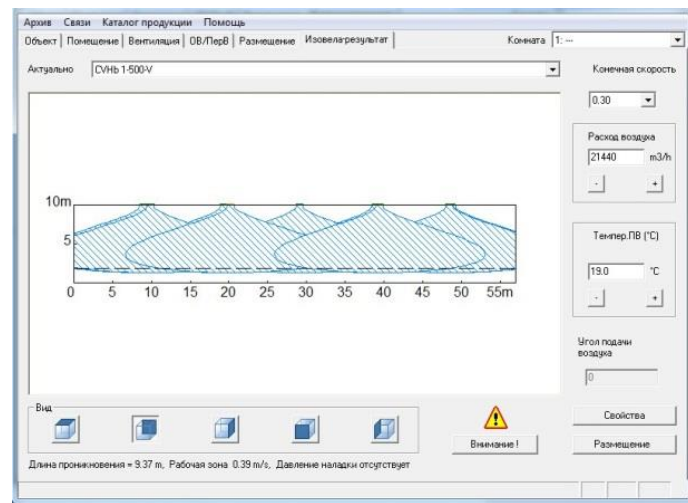 Архив Связи Каталог продукции Помощь
Объект Помещение Вентиляция ОВ/ПерВ Размещение Изовела-результат Комната 1: ---
Актуально CVHb 1-500-V Конечная скорость
0.30
Расход воздуха
21440 m3/h
- +
10m
5
0 5 10 15 20 25 30 35 40 45 50 55m
Темпер.ПВ (°C)
19.0 °C
- +
Угол подачи
воздуха
0
Вид
Свойства
Внимание ! Размещение
Длина проникновения = 9.37 m, Рабочая зона 0.39 m/s, Давление наладки отсутствует